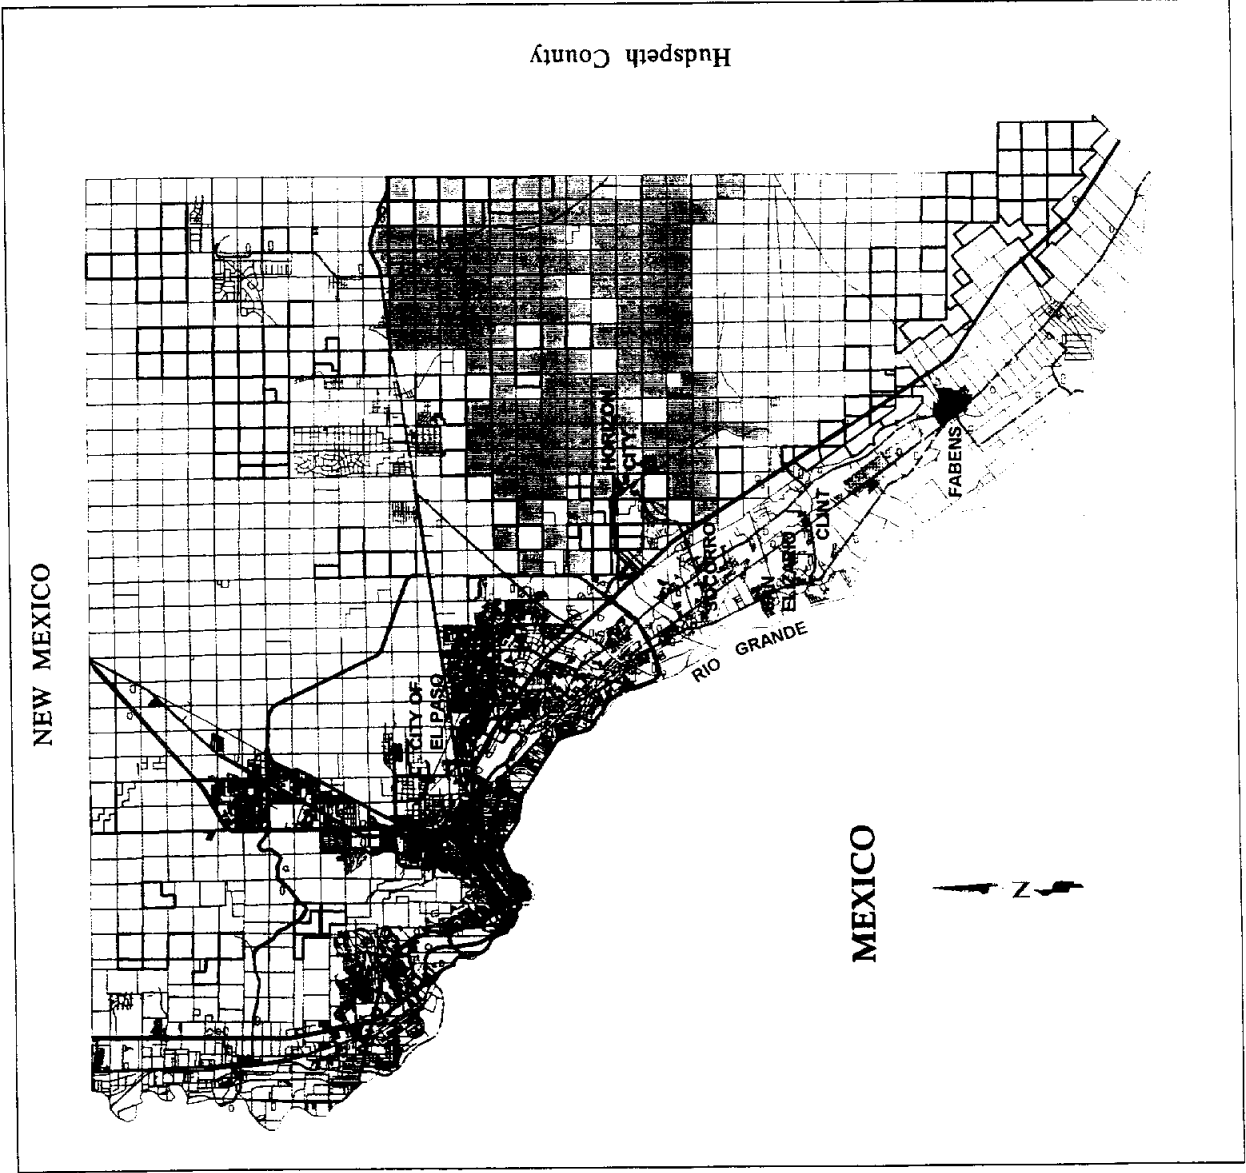 NEW MEXICO
Hudspeth County
CITY OF
EL PASO
HORIZON
CITY
SOCORRO
SAN
ELIZARIO
CLINT
FABENS
RIO GRANDE
MEXICO
N